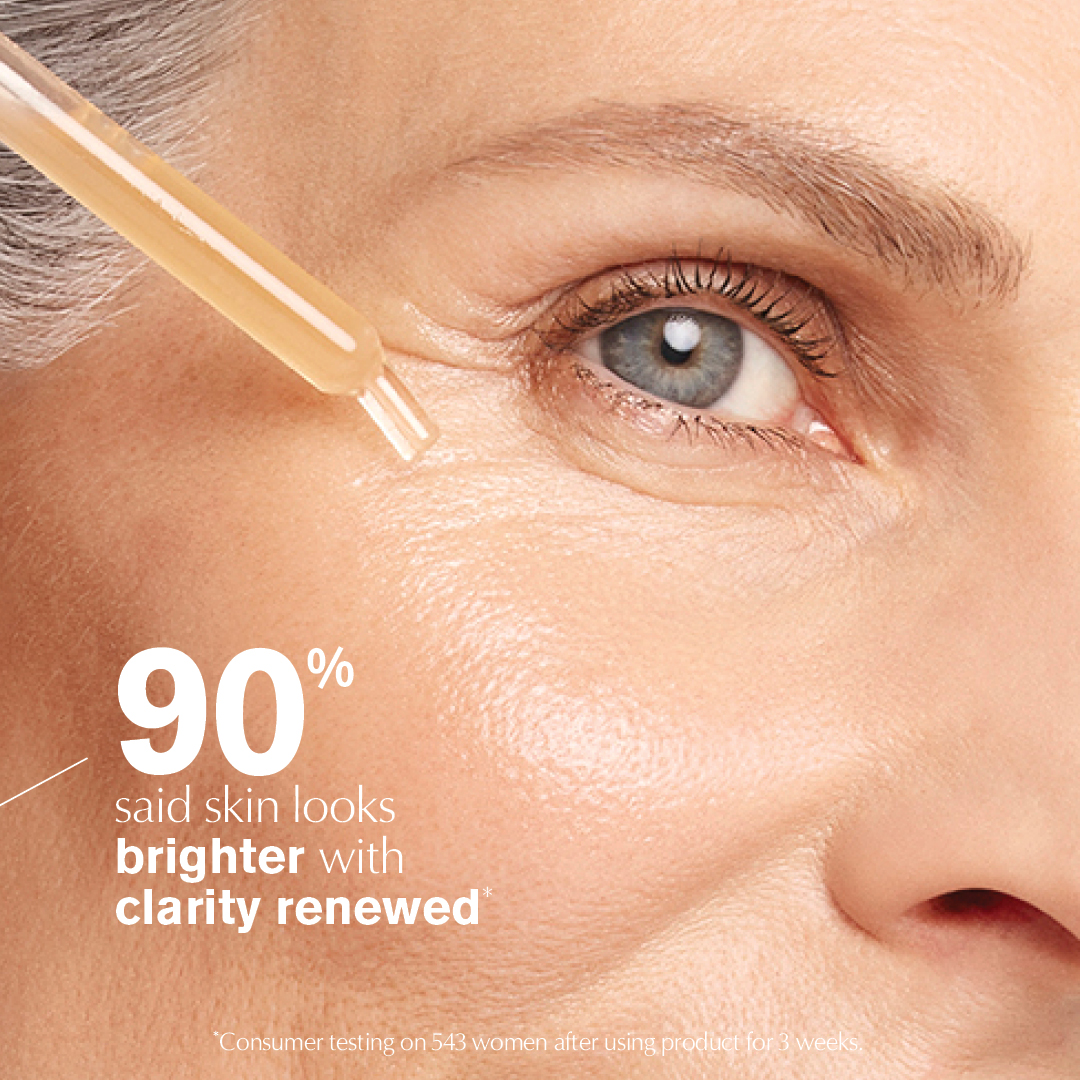 90%
said skin looks
brighter with
clarity renewed*
*Consumer testing on 543 women after using product for 3 weeks.